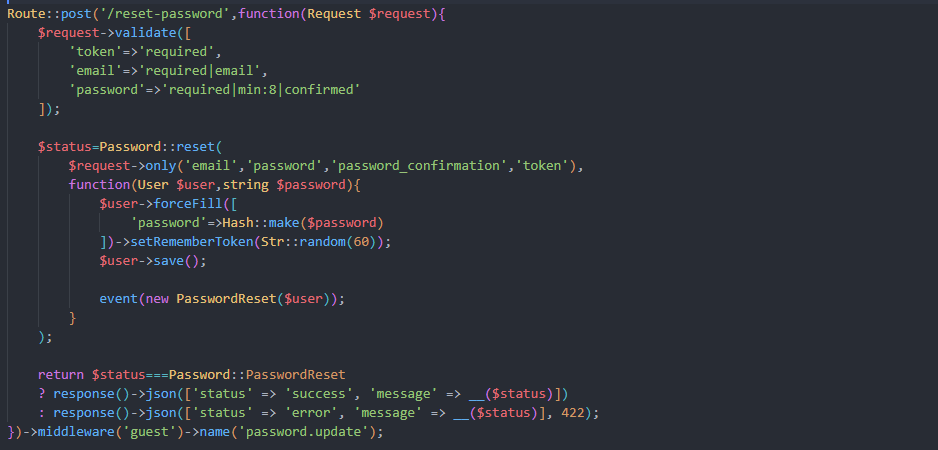 Route::post('/reset-password',function(Request $request){
    $request->validate([
        'token'=>'required',
        'email'=>'required|email',
        'password'=>'required|min:8|confirmed'
    ]);
    $status=Password::reset(
        $request->only('email','password','password_confirmation','token'),
        function(User $user,string $password){
            $user->forceFill([
                'password'=>Hash::make($password)
            ])->setRememberToken(Str::random(60));
            $user->save();
            event(new PasswordReset($user));
        }
    );
    return $status===Password::PasswordReset
    ? response()->json(['status' => 'success', 'message' => __($status)])
    : response()->json(['status' => 'error', 'message' => __($status)], 422);
})->middleware('guest')->name('password.update');